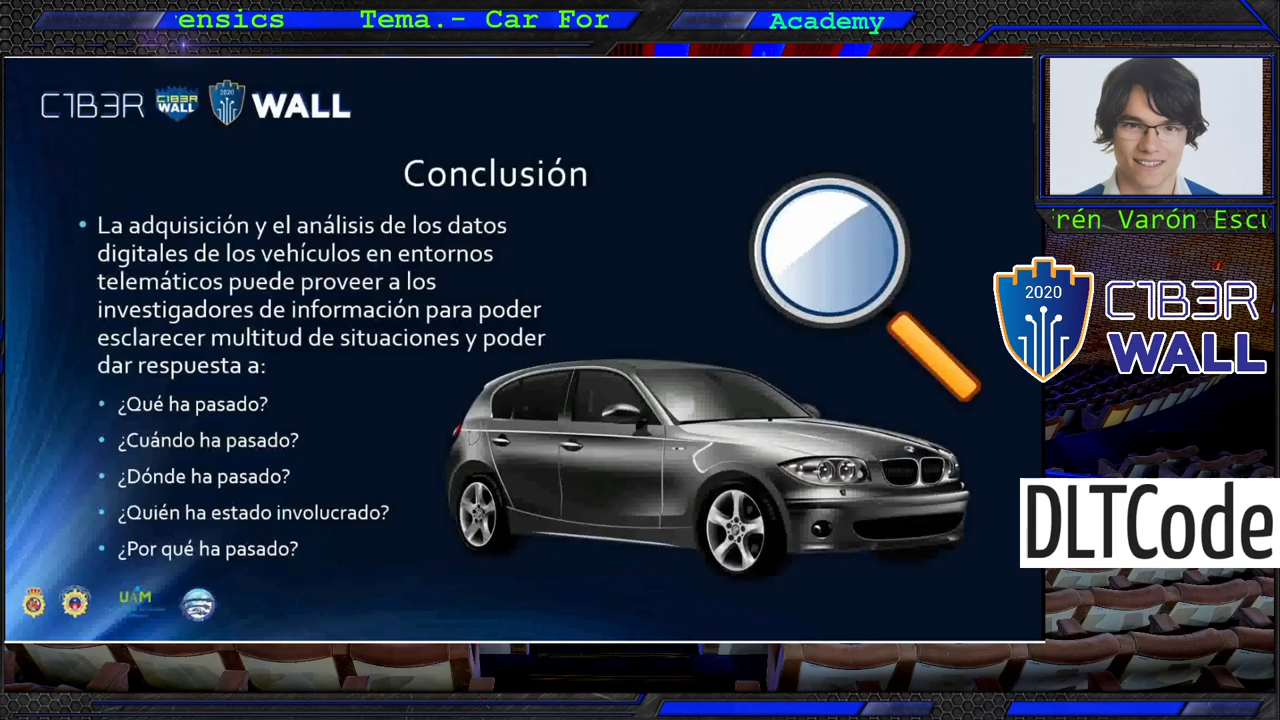 ensics Tema.- Car For
Academy
C1B3R
C1B3R
WALL
2020
WALL
Conclusión
• La adquisición y el análisis de los datos
digitales de los vehículos en entornos
telemáticos puede proveer a los
investigadores de información para poder
esclarecer multitud de situaciones y poder
dar respuesta a:
• ¿Qué ha pasado?
• ¿Cuándo ha pasado?
• ¿Dónde ha pasado?
• ¿Quién ha estado involucrado?
• ¿Por qué ha pasado?
UAM
rén Varón Escu
2020
C1B3R
WALL
DLTCode